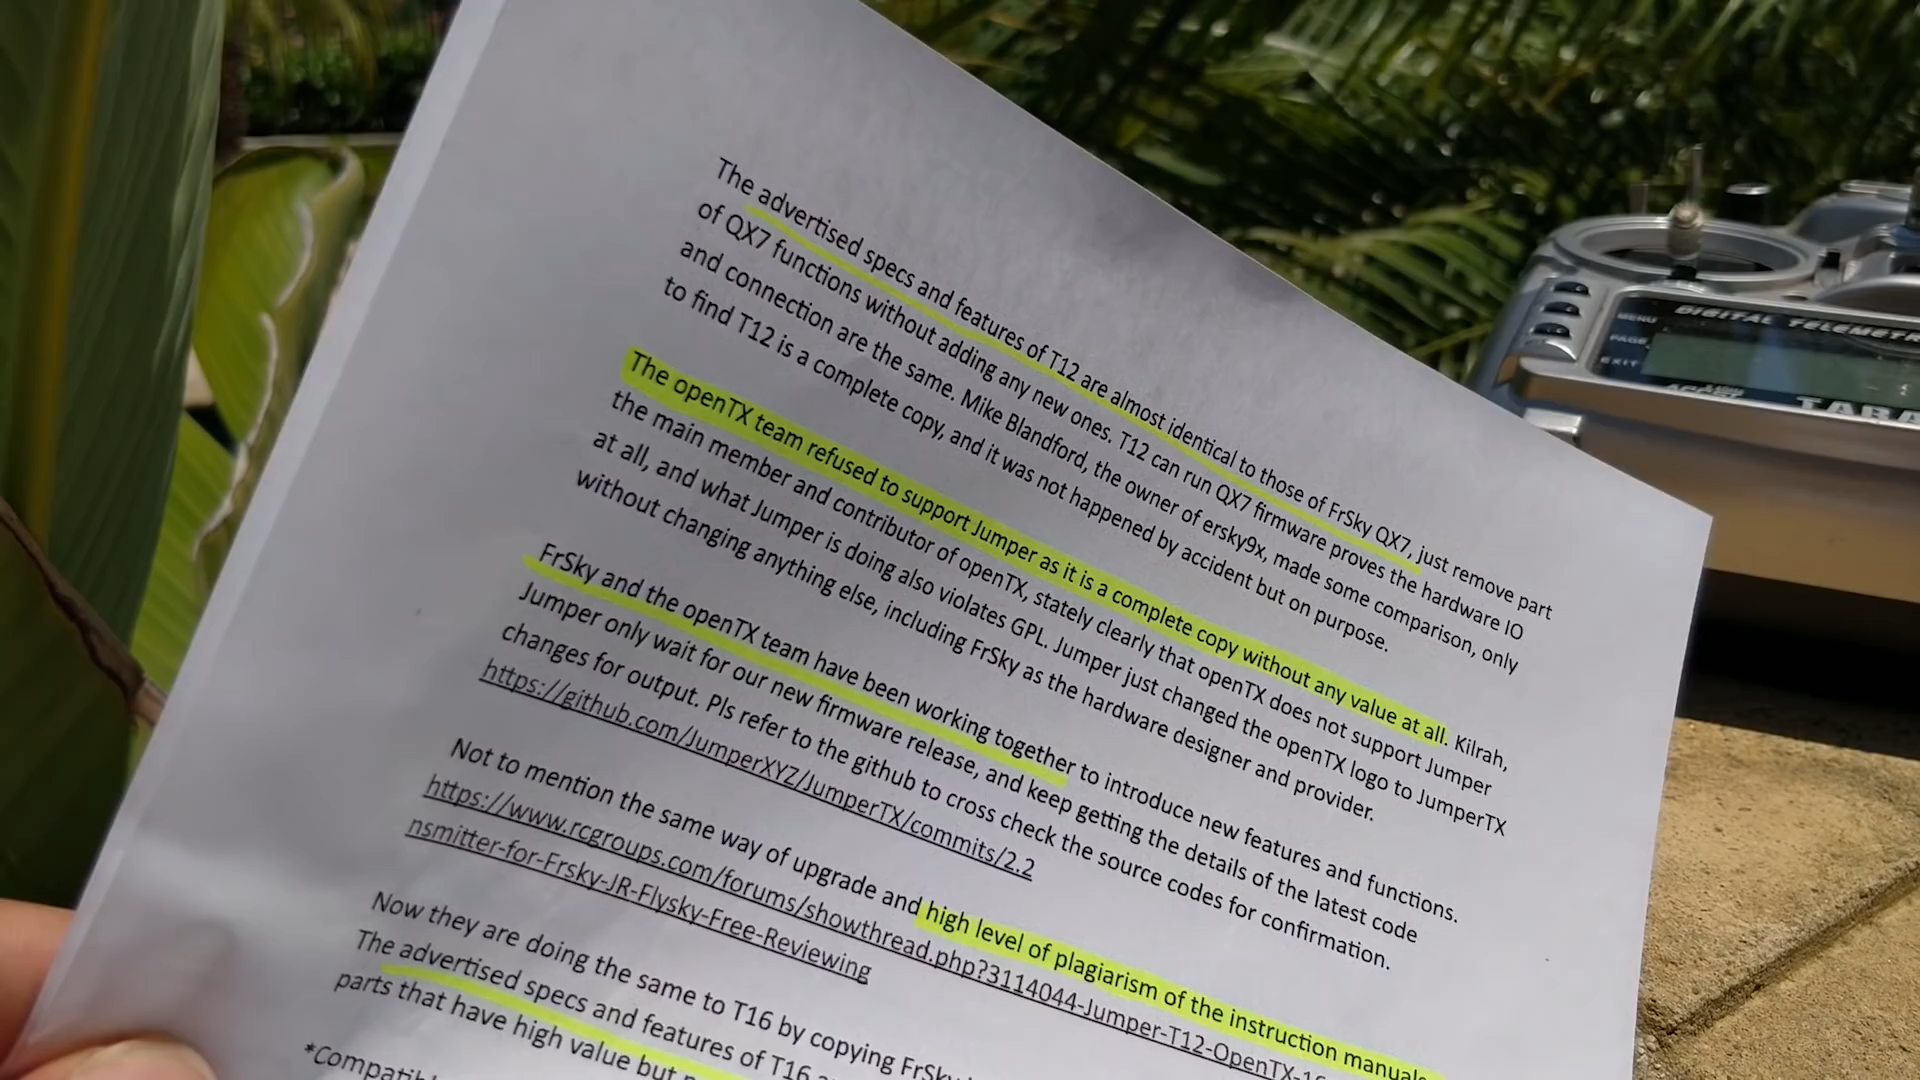 The advertised specs and features of T12 are almost identical to those of FrSky QX7, just remove part
of QX7 functions without adding any new ones. T12 can run QX7 firmware proves the hardware IO
and connection are the same. Mike Blandford, the owner of ersky9x, made some comparison, only
to find T12 is a complete copy, and it was not happened by accident but on purpose.
The openTX team refused to support Jumper as it is a complete copy without any value at all. Kilrah,
the main member and contributor of openTX, stately clearly that openTX does not support Jumper
at all, and what Jumper is doing also violates GPL. Jumper just changed the openTX logo to JumperTX
without changing anything else, including FrSky as the hardware designer and provider.
FrSky and the openTX team have been working together to introduce new features and functions.
Jumper only wait for our new firmware release, and keep getting the details of the latest code
changes for output. Pls refer to the github to cross check the source codes for confirmation.
https://github.com/JumperXYZ/JumperTX/commits/2.2
Not to mention the same way of upgrade and high level of plagiarism of the instruction manuals
https://www.rcgroups.com/forums/showthread.php?3114044-Jumper-T12-OpenTX-16
nsmitter-for-Frsky-JR-Flysky-Free-Reviewing
Now they are doing the same to T16 by copying FrSky
The advertised specs and features of T16
parts that have high value but
*Compatibl
DIGITAL TELEMETR
MENU
PAGE
EXIT
TARA